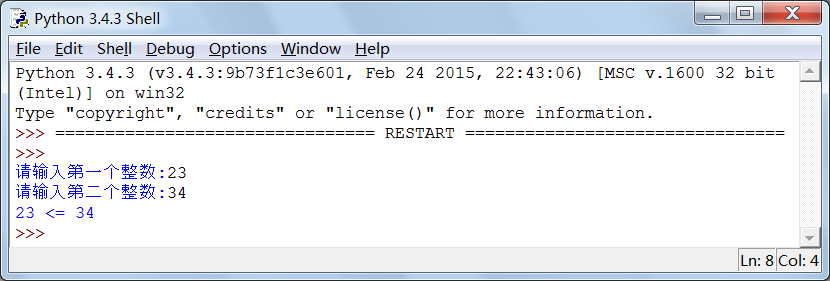 Python 3.4.3 Shell
File Edit Shell Debug Options Window Help
Python 3.4.3 (v3.4.3:9b73f1c3e601, Feb 24 2015, 22:43:06) [MSC v.1600 32 bit
(Intel)] on win32
Type "copyright", "credits" or "license()" for more information.
>>> ================================ RESTART ================================
>>>
请输入第一个整数:23
请输入第二个整数:34
23 <= 34
>>>
Ln: 8 Col: 4